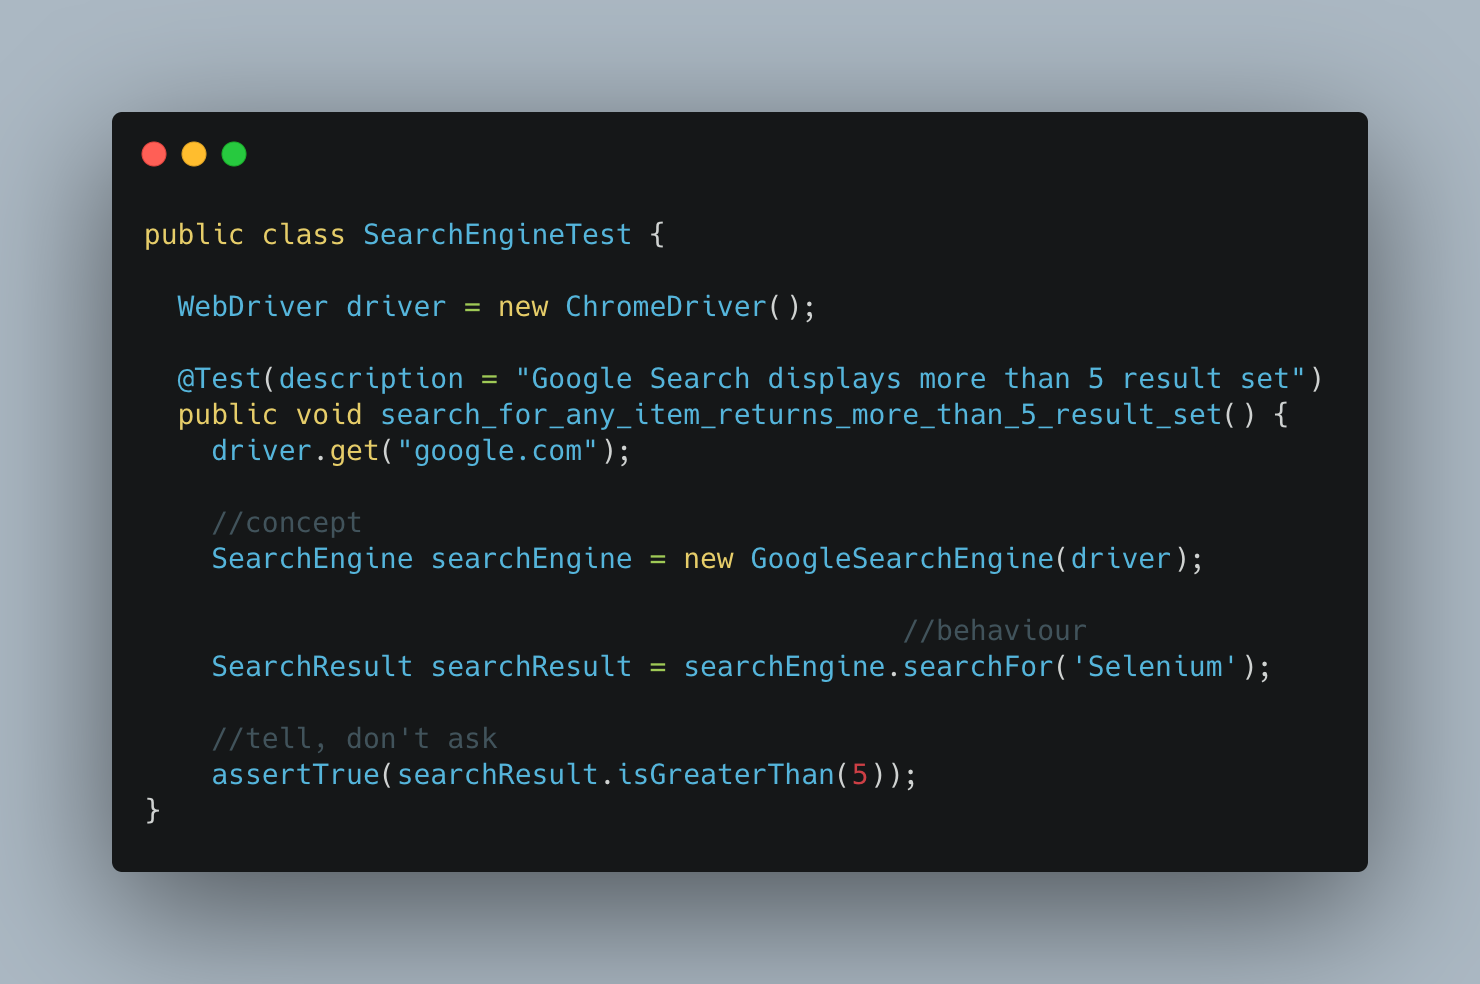 public class SearchEngineTest {
WebDriver driver = new ChromeDriver();
@Test(description = "Google Search displays more than 5 result set")
public void search_for_any_item_returns_more_than_5_result_set() {
driver.get("google.com");
//concept
SearchEngine searchEngine = new GoogleSearchEngine(driver);
//behaviour
SearchResult searchResult = searchEngine.searchFor('Selenium');
//tell, don't ask
assertTrue(searchResult.isGreaterThan(5));
}